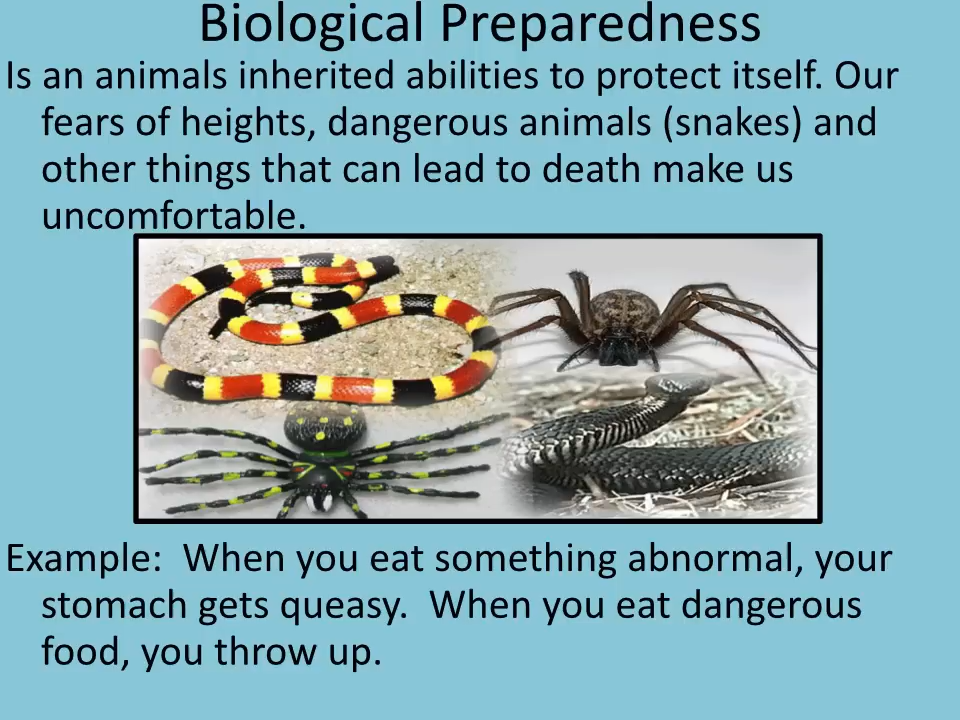 Biological Preparedness
Is an animals inherited abilities to protect itself. Our
fears of heights, dangerous animals (snakes) and
other things that can lead to death make us
uncomfortable.
Example:  When you eat something abnormal, your
stomach gets queasy.  When you eat dangerous
food, you throw up.